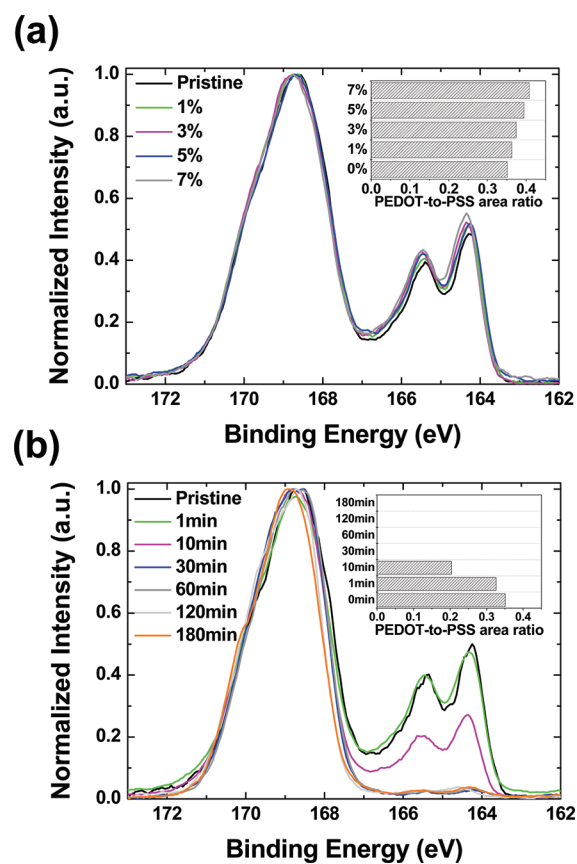 (a)
Normalized Intensity (a.u.)
1.0
0.8
0.6
0.4
0.2
0.0
Pristine
1%
3%
5%
7%
7%
5%
3%
1%
0%
0.0 0.1 0.2 0.3 0.4
PEDOT-to-PSS area ratio
172 170 168 166 164 162
Binding Energy (eV)
(b)
Normalized Intensity (a.u.)
1.0
0.8
0.6
0.4
0.2
0.0
Pristine
1min
10min
30min
60min
120min
180min
180min
120min
60min
30min
10min
1min
0min
0.0 0.1 0.2 0.3 0.4
PEDOT-to-PSS area ratio
172 170 168 166 164 162
Binding Energy (eV)